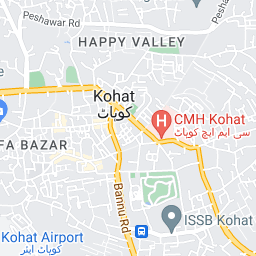 Peshawar Rd
Pes
HAPPY VALLEY
Kohat
کوہاٹ
H
CMH Kohat
سی ایم ایچ کوہاٹ
FA BAZAR
Bannu Rd
ISSB Kohat
Kohat Airport
کوہاٹ ایئر